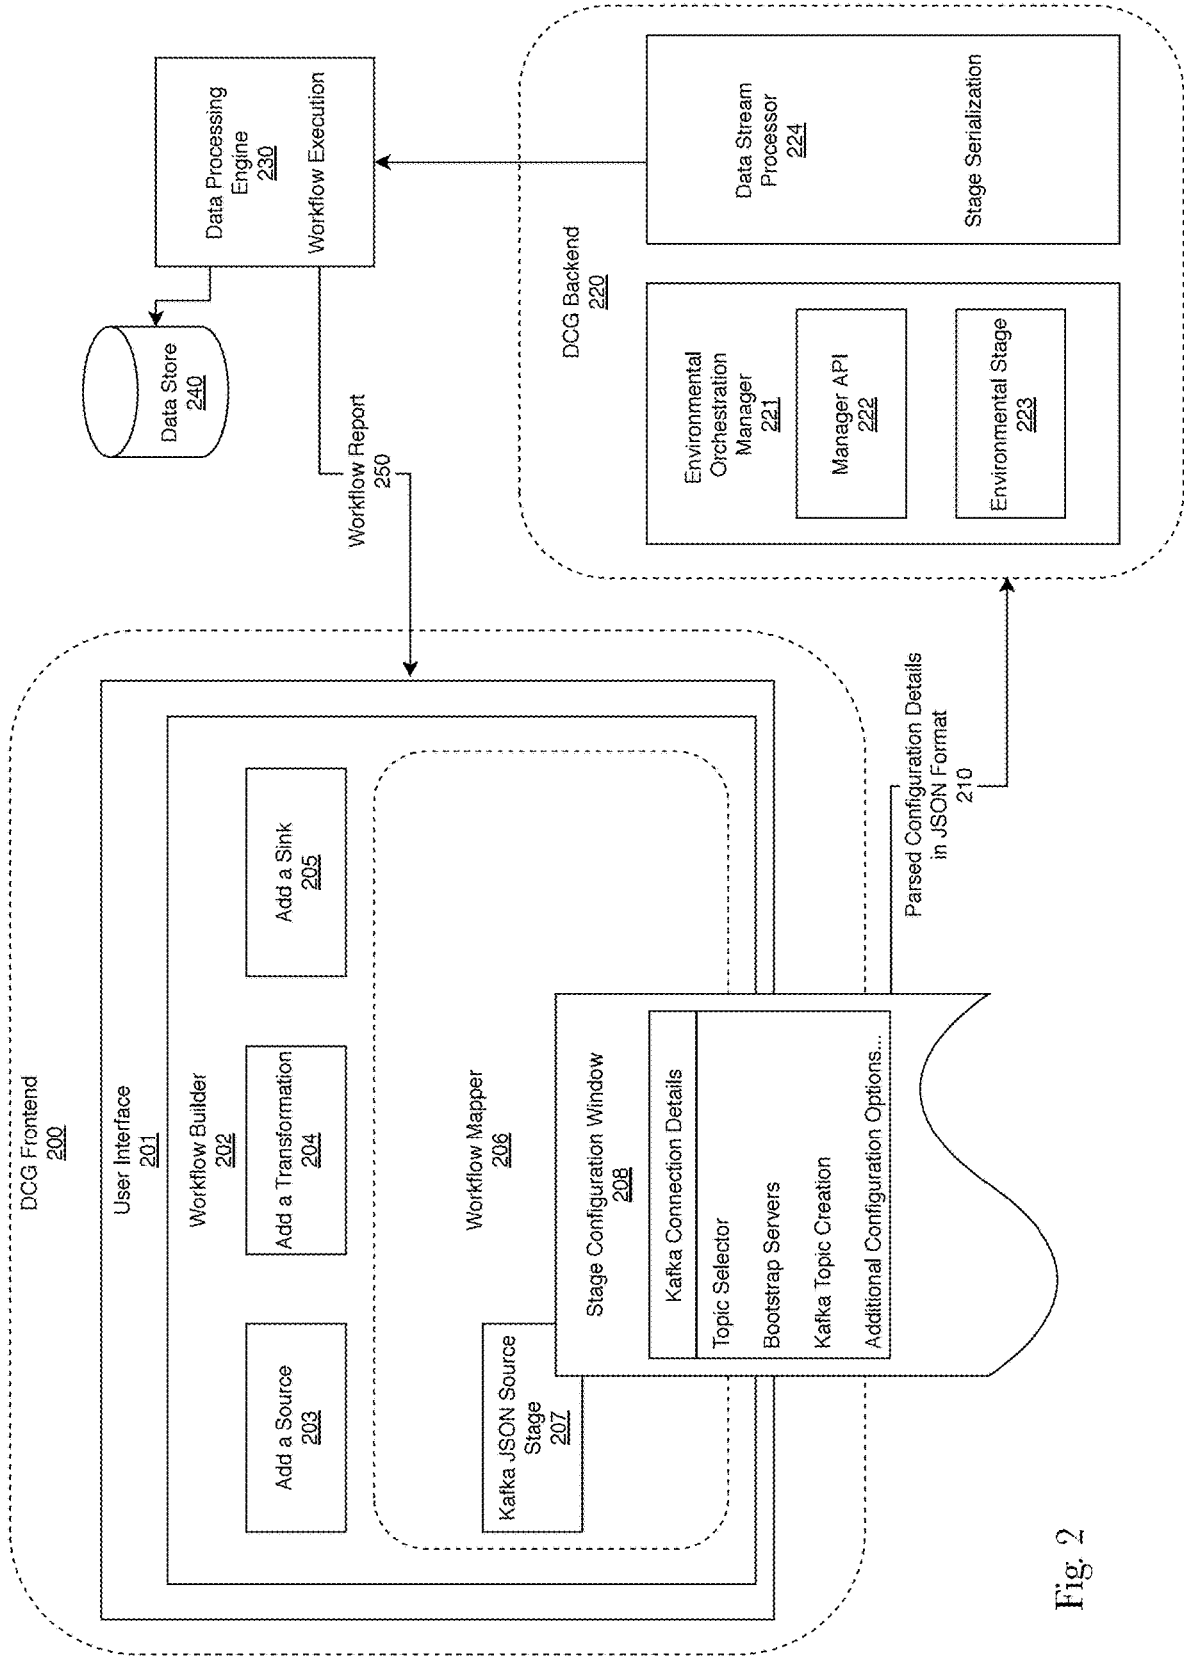 DCG Frontend
200
User Interface
201
Workflow Builder
202
Add a Source
203
Add a Transformation
204
Add a Sink
205
Workflow Mapper
206
Kafka JSON Source
Stage
207
Stage Configuration Window
208
Kafka Connection Details
Topic Selector
Bootstrap Servers
Kafka Topic Creation
Additional Configuration Options...
Parsed Configuration Details
in JSON Format
210
Workflow Report
250
Data Store
240
Data Processing
Engine
230
Workflow Execution
DCG Backend
220
Environmental
Orchestration
Manager
221
Manager API
222
Environmental Stage
223
Data Stream
Processor
224
Stage Serialization
Fig. 2